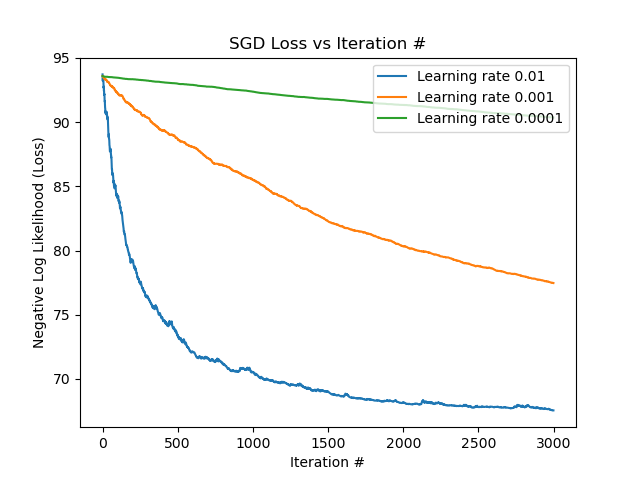 SGD Loss vs Iteration #
Negative Log Likelihood (Loss)
95
90
85
80
75
70
Learning rate 0.01
Learning rate 0.001
Learning rate 0.0001
0 500 1000 1500 2000 2500 3000
Iteration #